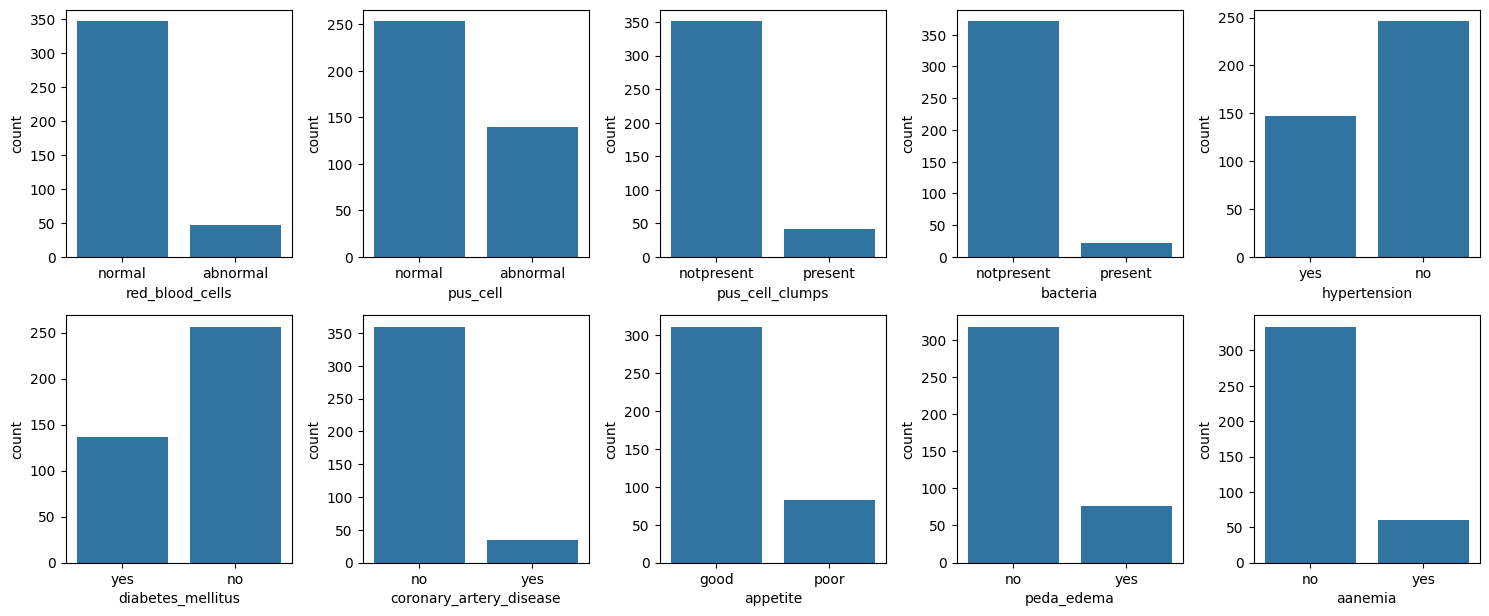 350
300
250
200
150
100
50
0
count
normal abnormal
red_blood_cells
250
200
150
100
50
0
count
normal abnormal
pus_cell
350
300
250
200
150
100
50
0
count
notpresent present
pus_cell_clumps
350
300
250
200
150
100
50
0
count
notpresent present
bacteria
250
200
150
100
50
0
count
yes no
hypertension
250
200
150
100
50
0
count
yes no
diabetes_mellitus
350
300
250
200
150
100
50
0
count
no yes
coronary_artery_disease
300
250
200
150
100
50
0
count
good poor
appetite
300
250
200
150
100
50
0
count
no yes
peda_edema
300
250
200
150
100
50
0
count
no yes
aanemia